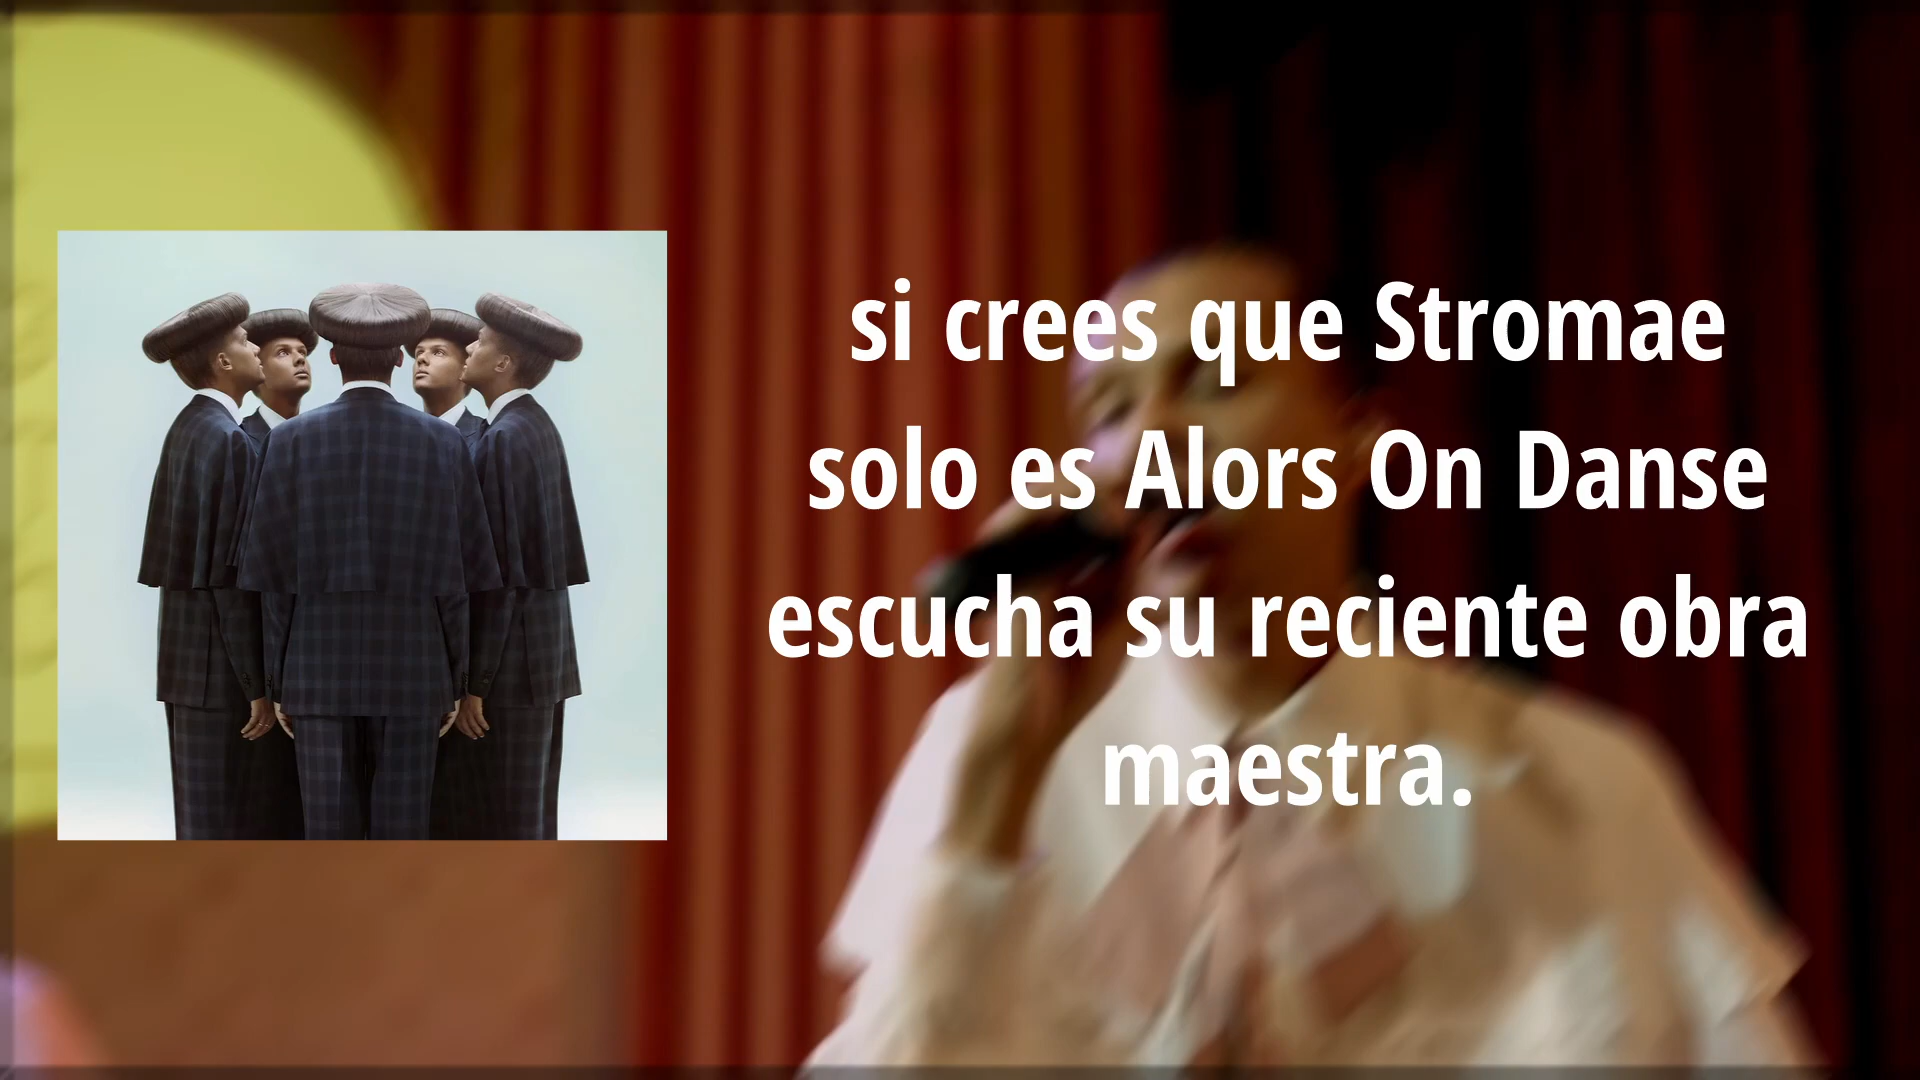 si crees que Stromae
solo es Alors On Danse
escucha su reciente obra
maestra.